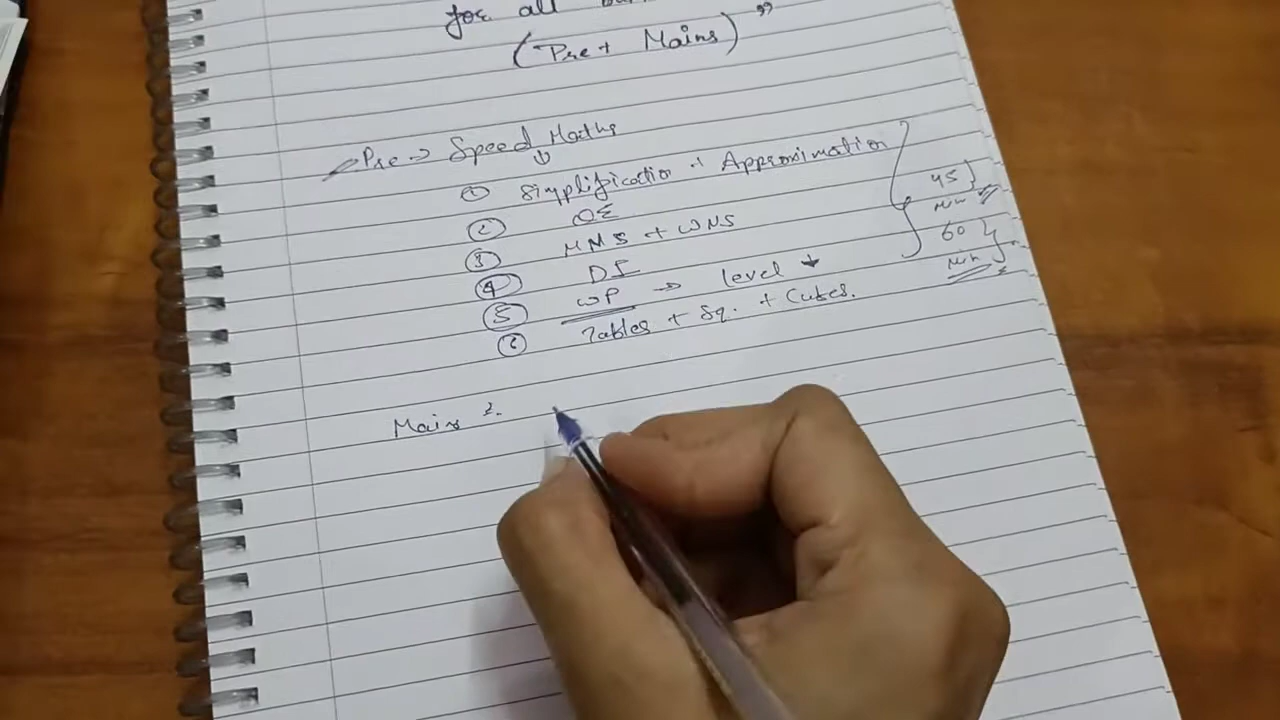 for all
(Pre + Mains)"
Pre → Speed Maths
↓
① Simplification + Approximation
② QE
③ MNS + WNS
④ DI
⑤ WP → level ↓
⑥ Tables + Sq. + Cubes.
45 Min
60 Min
Mains :